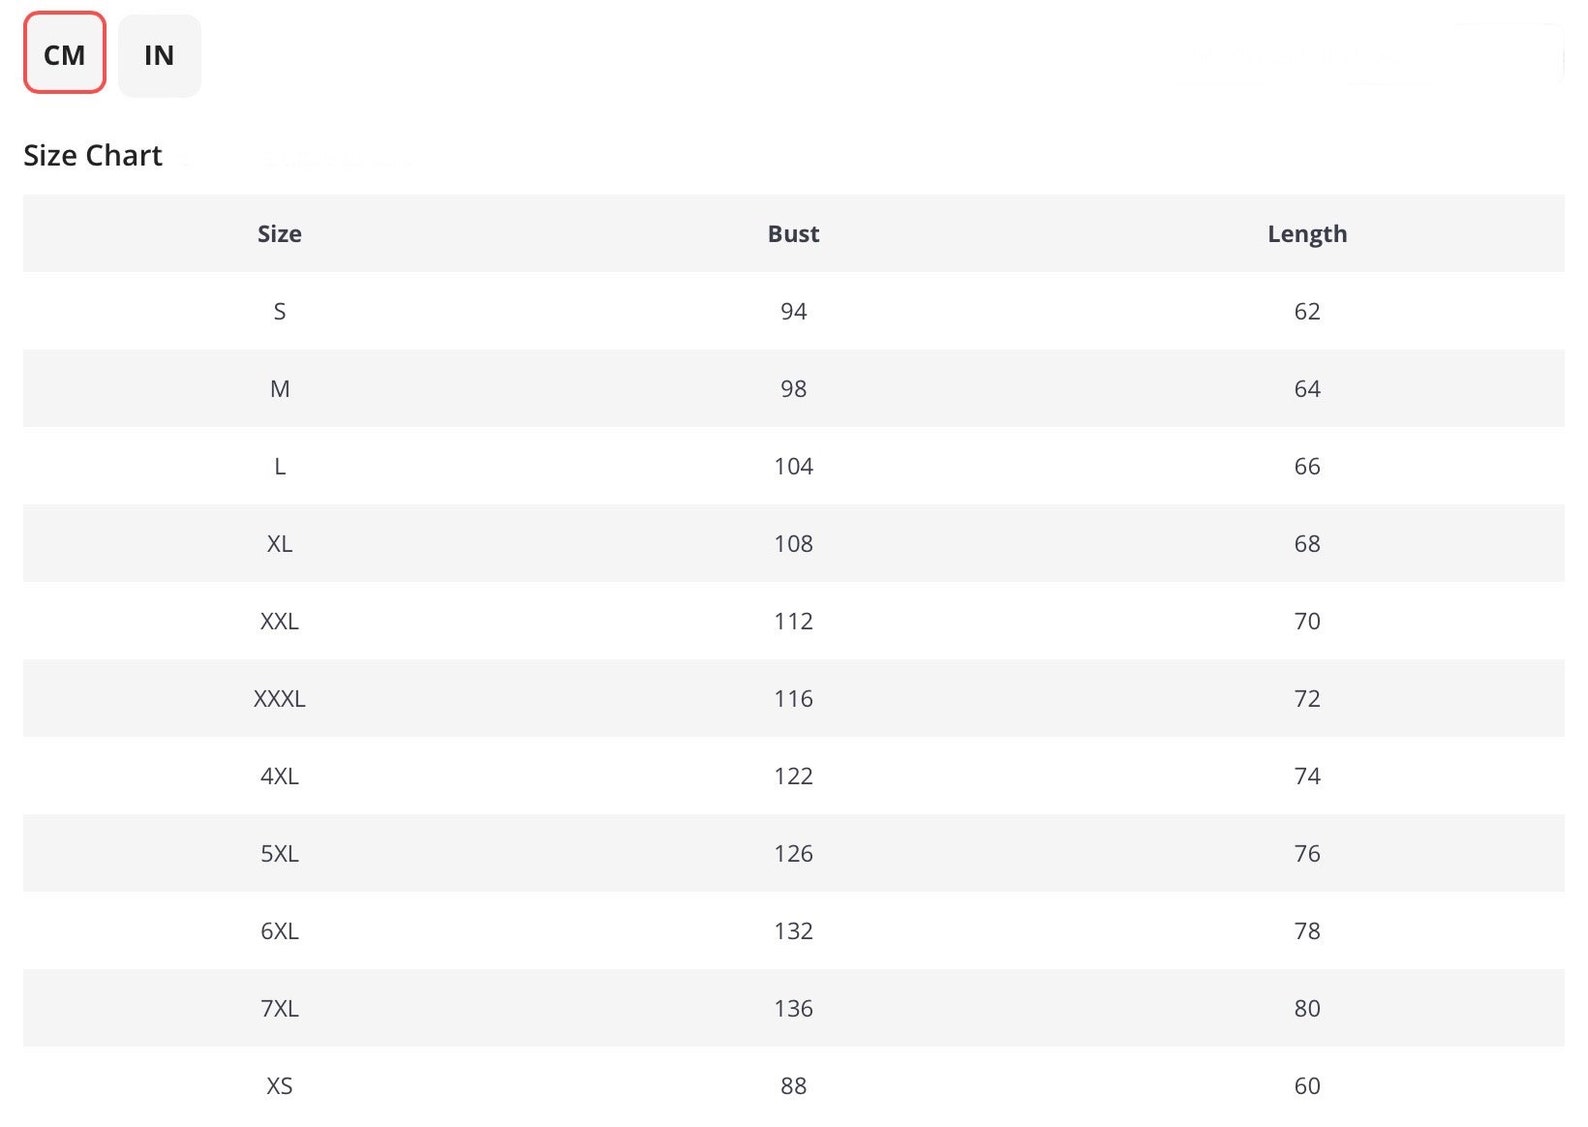 CM IN
Size Chart
Size Bust Length
S 94 62
M 98 64
L 104 66
XL 108 68
XXL 112 70
XXXL 116 72
4XL 122 74
5XL 126 76
6XL 132 78
7XL 136 80
XS 88 60